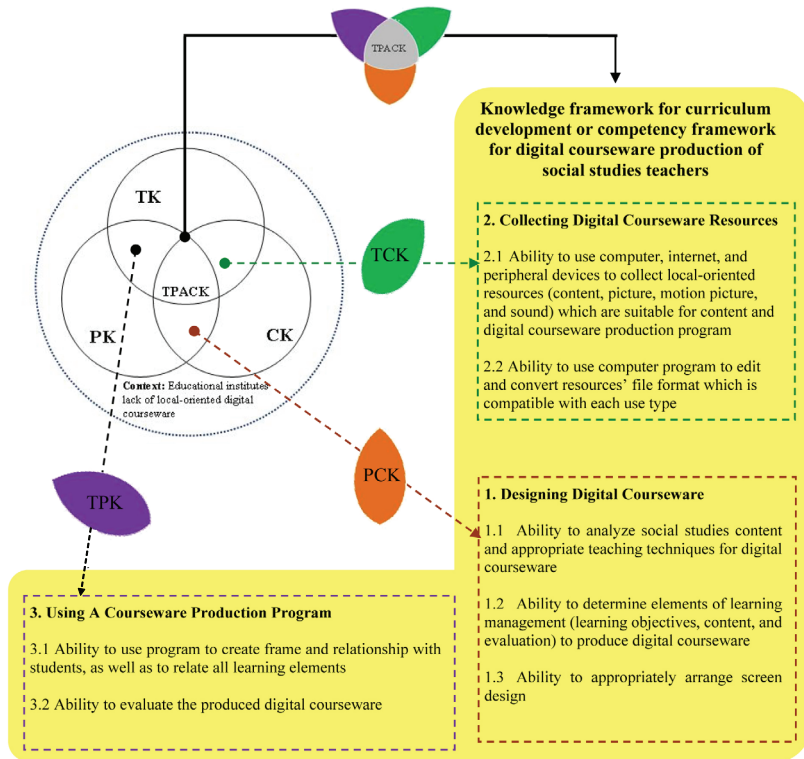 TPACK
Knowledge framework for curriculum
development or competency framework
for digital courseware production of
social studies teachers
TK
PK
CK
TPACK
Context: Educational institutes
lack of local-oriented digital
courseware
TCK
2. Collecting Digital Courseware Resources
2.1 Ability to use computer, internet, and
peripheral devices to collect local-oriented
resources (content, picture, motion picture,
and sound) which are suitable for content and
digital courseware production program
2.2 Ability to use computer program to edit
and convert resources' file format which is
compatible with each use type
PCK
TPK
1. Designing Digital Courseware
1.1 Ability to analyze social studies content
and appropriate teaching techniques for digital
courseware
1.2 Ability to determine elements of learning
management (learning objectives, content, and
evaluation) to produce digital courseware
1.3 Ability to appropriately arrange screen
design
3. Using A Courseware Production Program
3.1 Ability to use program to create frame and relationship with
students, as well as to relate all learning elements
3.2 Ability to evaluate the produced digital courseware